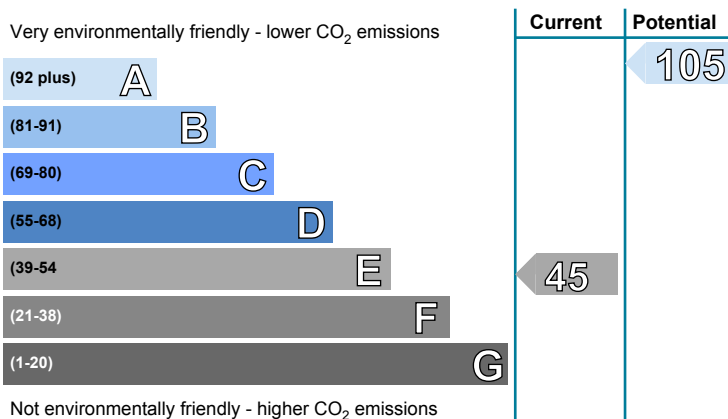 Current Potential
Very environmentally friendly - lower CO2 emissions
105
(92 plus) A
(81-91) B
(69-80) C
(55-68) D
(39-54 E
45
(21-38) F
(1-20) G
Not environmentally friendly - higher CO2 emissions